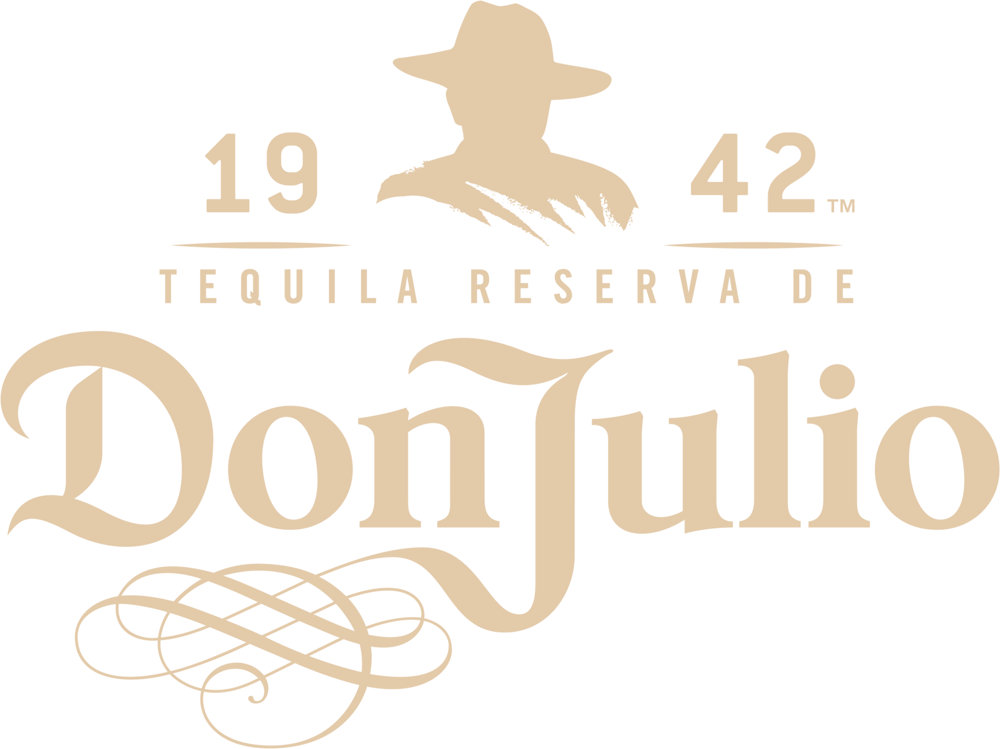 19 42™
TEQUILA RESERVA DE
Don Julio